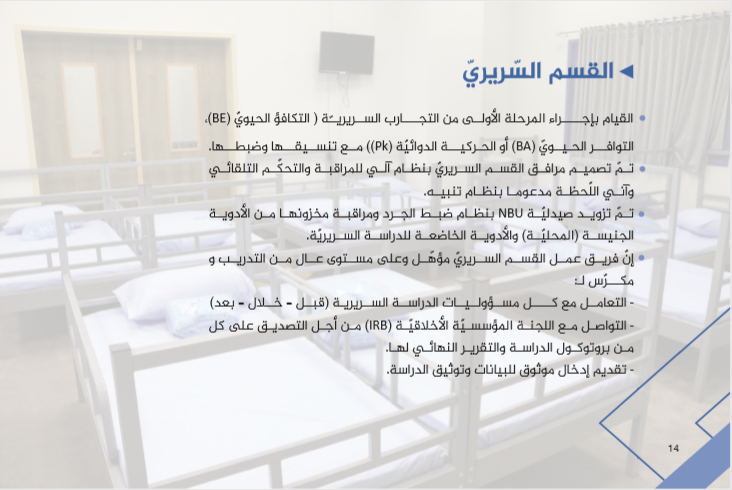 القسم السّريريّ
القيام بإجراء المرحلة الأولى من التجارب السريريّة ( التكافؤ الحيويّ (BE)،
التوافر الحيويّ (BA) أو الحركية الدوائيّة (Pk)) مع تنسيقها وضبطها.
تمّ تصميم مرافق القسم السريريّ بنظام آلي للمراقبة والتحكّم التلقائي
وآني اللّحظة مدعوما بنظام تنبيه.
تمّ تزويد صيدليّة NBU بنظام ضبط الجرد ومراقبة مخزونها من الأدوية
الجنيسة (المحليّة) والأدوية الخاضعة للدراسة السريريّة.
إنّ فريق عمل القسم السريريّ مؤهّل وعلى مستوى عال من التدريب و
مكرّس لـ:
- التعامل مع كل مسؤوليات الدراسة السريرية (قبل - خلال - بعد)
- التواصل مع اللجنة المؤسسيّة الأخلاقيّة (IRB) من أجل التصديق على كل
من بروتوكول الدراسة والتقرير النهائي لها.
- تقديم إدخال موثوق للبيانات وتوثيق الدراسة.
14